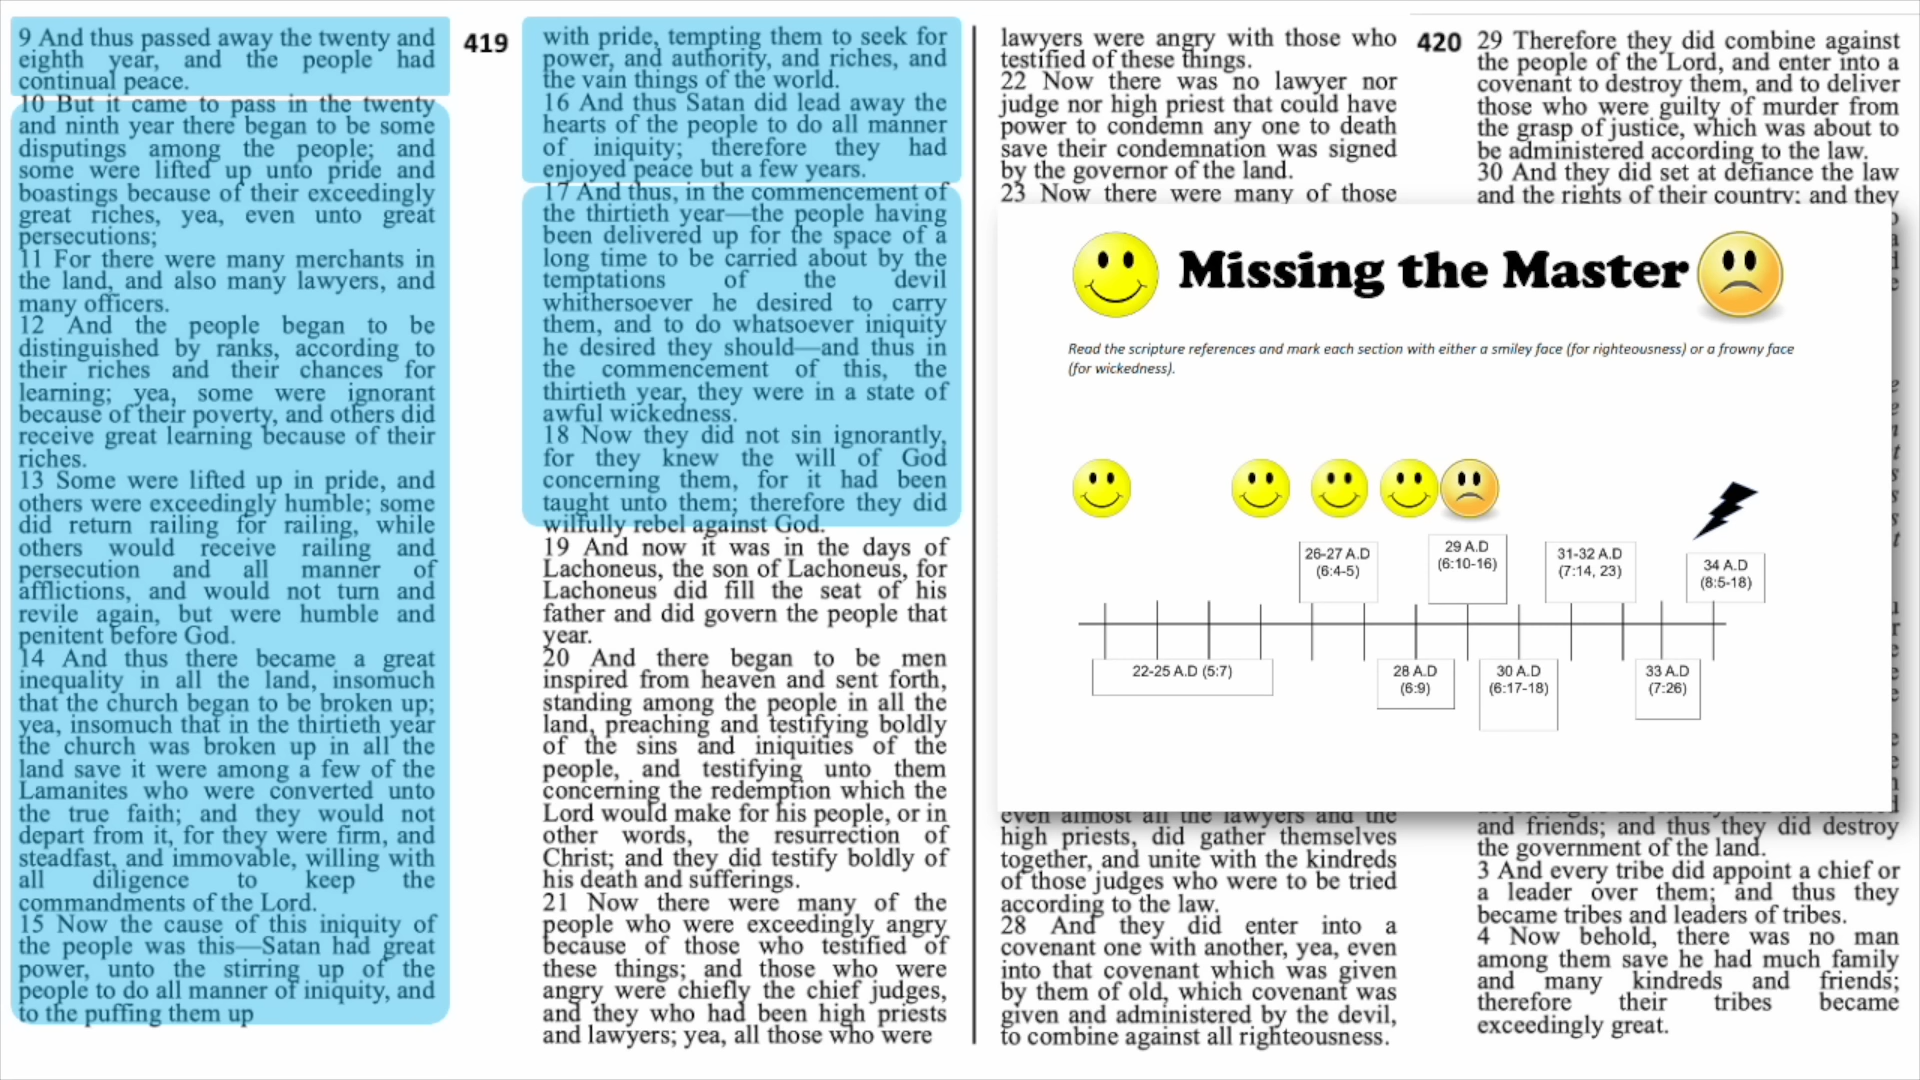 9 And thus passed away the twenty and
eighth year, and the people had
continual peace.
10 But it came to pass in the twenty
and ninth year there began to be some
disputings among the people; and
some were lifted up unto pride and
boastings because of their exceedingly
great riches, yea, even unto great
persecutions;
11 For there were many merchants in
the land, and also many lawyers, and
many officers.
12 And the people began to be
distinguished by ranks, according to
their riches and their chances for
learning; yea, some were ignorant
because of their poverty, and others did
receive great learning because of their
riches.
13 Some were lifted up in pride, and
others were exceedingly humble; some
did return railing for railing, while
others would receive railing and
persecution and all manner of
afflictions, and would not turn and
revile again, but were humble and
penitent before God.
14 And thus there became a great
inequality in all the land, insomuch
that the church began to be broken up;
yea, insomuch that in the thirtieth year
the church was broken up in all the
land save it were among a few of the
Lamanites who were converted unto
the true faith; and they would not
depart from it, for they were firm, and
steadfast, and immovable, willing with
all diligence to keep the
commandments of the Lord.
15 Now the cause of this iniquity of
the people was this—Satan had great
power, unto the stirring up of the
people to do all manner of iniquity, and
to the puffing them up
419
with pride, tempting them to seek for
power, and authority, and riches, and
the vain things of the world.
16 And thus Satan did lead away the
hearts of the people to do all manner
of iniquity; therefore they had
enjoyed peace but a few years.
17 And thus, in the commencement of
the thirtieth year—the people having
been delivered up for the space of a
long time to be carried about by the
temptations of the devil
whithersoever he desired to carry
them, and to do whatsoever iniquity
he desired they should—and thus in
the commencement of this, the
thirtieth year, they were in a state of
awful wickedness.
18 Now they did not sin ignorantly,
for they knew the will of God
concerning them, for it had been
taught unto them; therefore they did
wilfully rebel against God.
19 And now it was in the days of
Lachoneus, the son of Lachoneus, for
Lachoneus did fill the seat of his
father and did govern the people that
year.
20 And there began to be men
inspired from heaven and sent forth,
standing among the people in all the
land, preaching and testifying boldly
of the sins and iniquities of the
people, and testifying unto them
concerning the redemption which the
Lord would make for his people, or in
other words, the resurrection of
Christ; and they did testify boldly of
his death and sufferings.
21 Now there were many of the
people who were exceedingly angry
because of those who testified of
these things; and those who were
angry were chiefly the chief judges,
and they who had been high priests
and lawyers; yea, all those who were
lawyers were angry with those who
testified of these things.
22 Now there was no lawyer nor
judge nor high priest that could have
power to condemn any one to death
save their condemnation was signed
by the governor of the land.
23 Now there were many of those
even almost all the lawyers and the
high priests, did gather themselves
together, and unite with the kindreds
of those judges who were to be tried
according to the law.
28 And they did enter into a
covenant one with another, yea, even
into that covenant which was given
by them of old, which covenant was
given and administered by the devil,
to combine against all righteousness.
420
29 Therefore they did combine against
the people of the Lord, and enter into a
covenant to destroy them, and to deliver
those who were guilty of murder from
the grasp of justice, which was about to
be administered according to the law.
30 And they did set at defiance the law
and the rights of their country; and they
and friends; and thus they did destroy
the government of the land.
3 And every tribe did appoint a chief or
a leader over them; and thus they
became tribes and leaders of tribes.
4 Now behold, there was no man
among them save he had much family
and many kindreds and friends;
therefore their tribes became
exceedingly great.
Missing the Master
Read the scripture references and mark each section with either a smiley face (for righteousness) or a frowny face
(for wickedness).
26-27 A.D
(6:4-5)
29 A.D
(6:10-16)
31-32 A.D
(7:14, 23)
34 A.D
(8:5-18)
22-25 A.D (5:7)
28 A.D
(6:9)
30 A.D
(6:17-18)
33 A.D
(7:26)